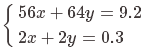 56x + 64y = 9.2
2x + 2y = 0.3